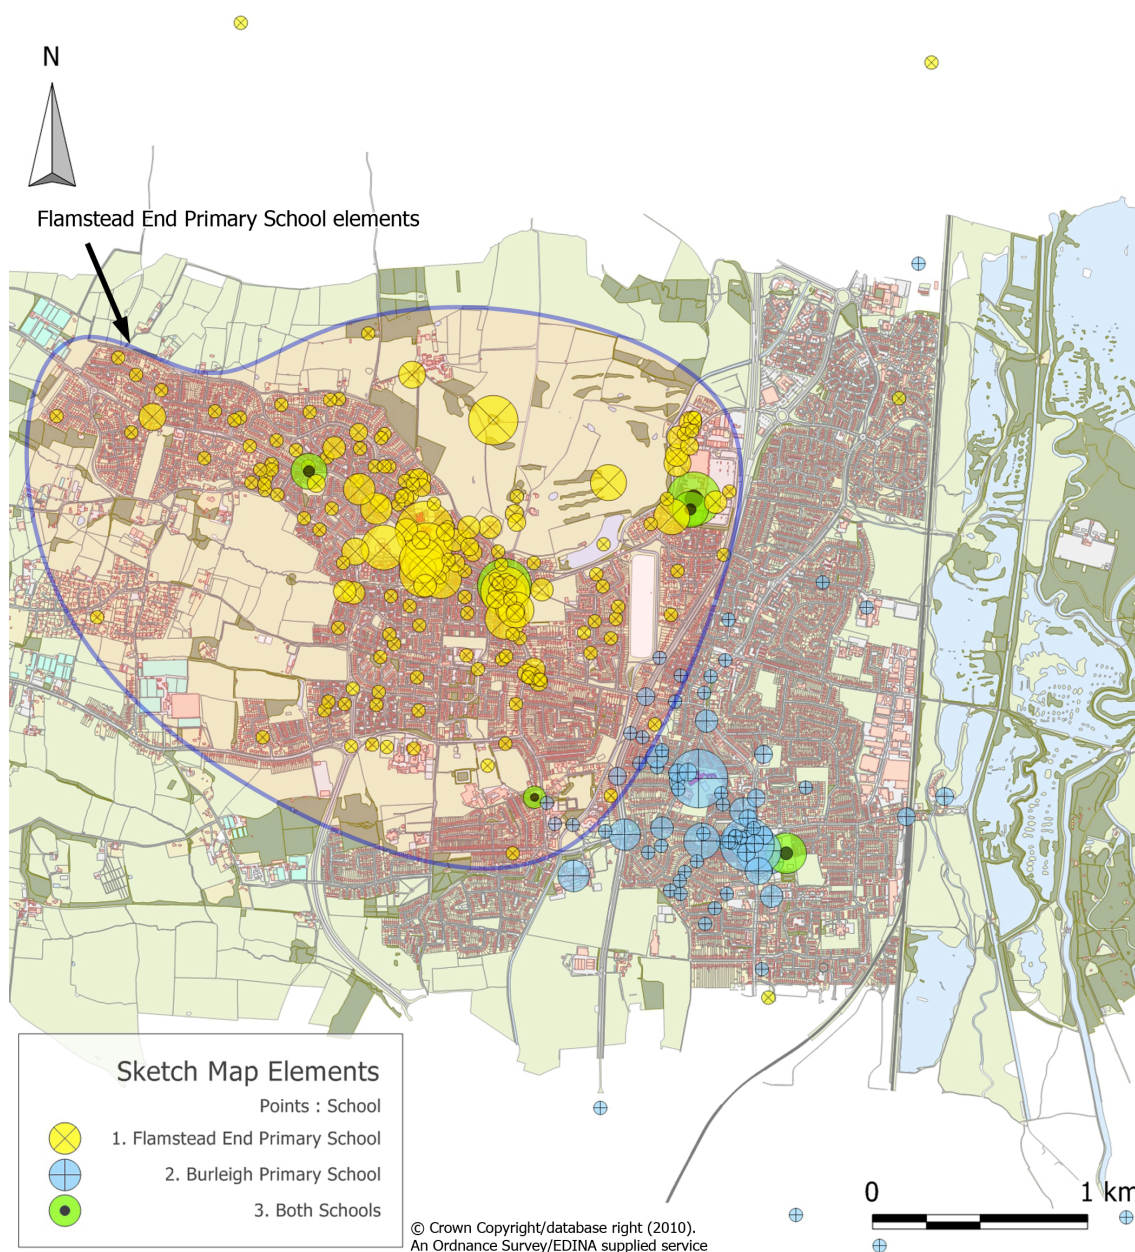 N
Flamstead End Primary School elements
Sketch Map Elements
Points : School
1. Flamstead End Primary School
2. Burleigh Primary School
3. Both Schools
0 1 km
© Crown Copyright/database right (2010).
An Ordnance Survey/EDINA supplied service